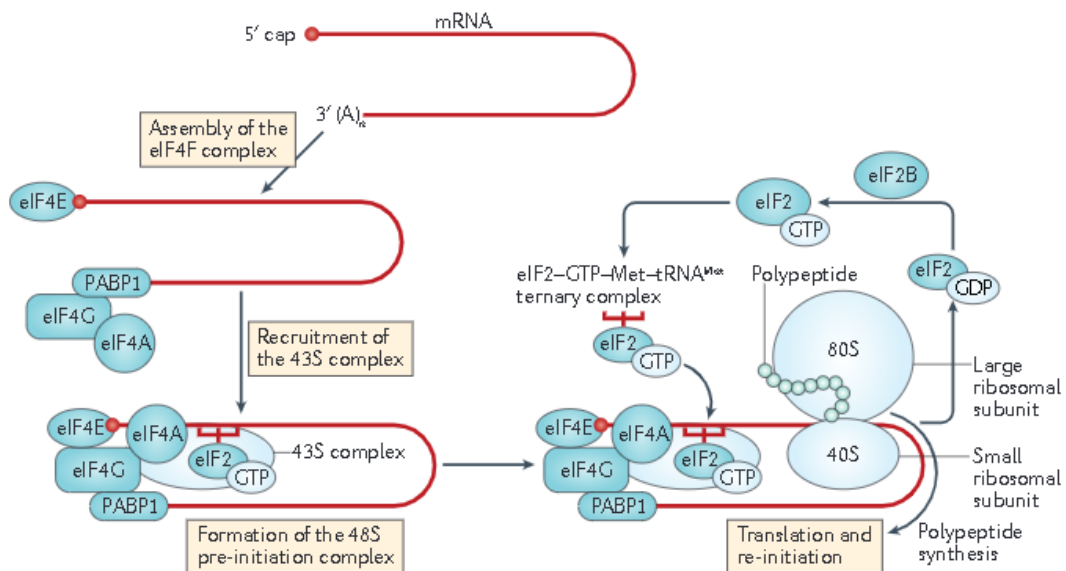 mRNA
5′ cap
3′ (A)n
Assembly of the
eIF4F complex
eIF4E
PABP1
eIF4G
eIF4A
Recruitment of
the 43S complex
eIF4E
eIF4A
eIF4G
eIF2
GTP
43S complex
PABP1
Formation of the 48S
pre-initiation complex
eIF2B
eIF2
GTP
eIF2
GDP
eIF2–GTP–Met–tRNAMet
ternary complex
eIF2
GTP
Polypeptide
80S
Large
ribosomal
subunit
eIF4E
eIF4A
eIF4G
eIF2
GTP
PABP1
40S
Small
ribosomal
subunit
Translation and
re-initiation
Polypeptide
synthesis